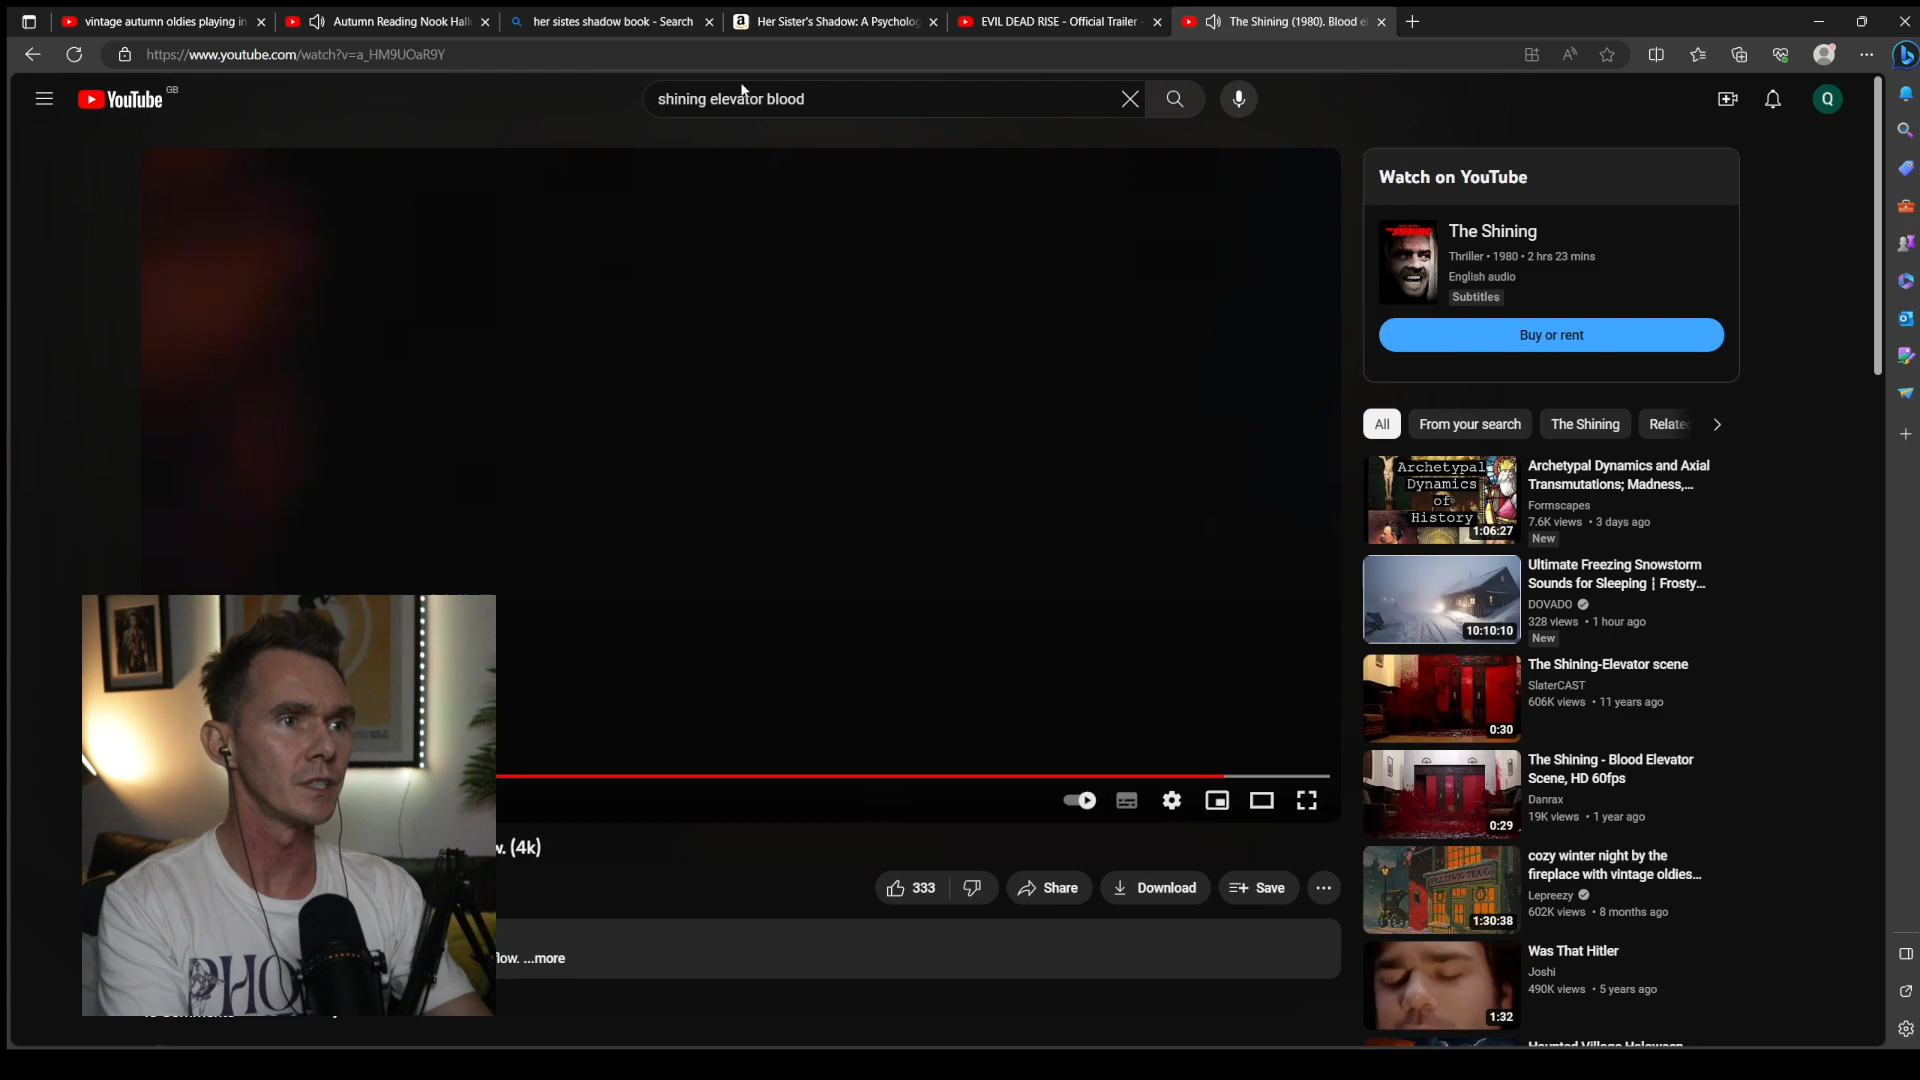 vintage autumn oldies playing in
Autumn Reading Nook Hall
her sistes shadow book - Search
Her Sister's Shadow: A Psycholog
EVIL DEAD RISE - Official Trailer -
The Shining (1980). Blood el
https://www.youtube.com/watch?v=a_HM9UOaR9Y
YouTube GB
shining elevator blood
Q
Watch on YouTube
THE SHINING
The Shining
Thriller • 1980 • 2 hrs 23 mins
English audio
Subtitles
Buy or rent
All
From your search
The Shining
Related
Archetypal
Dynamics
of
History
1:06:27
Archetypal Dynamics and Axial
Transmutations; Madness,...
Formscapes
7.6K views • 3 days ago
New
10:10:10
Ultimate Freezing Snowstorm
Sounds for Sleeping ¦ Frosty...
DOVADO
328 views • 1 hour ago
New
0:30
The Shining-Elevator scene
SlaterCAST
606K views • 11 years ago
0:29
The Shining - Blood Elevator
Scene, HD 60fps
Danrax
19K views • 1 year ago
1:30:38
cozy winter night by the
fireplace with vintage oldies...
Lepreezy
602K views • 8 months ago
1:32
Was That Hitler
Joshi
490K views • 5 years ago
w. (4k)
333
Share
Download
Save
low. ...more
PHO